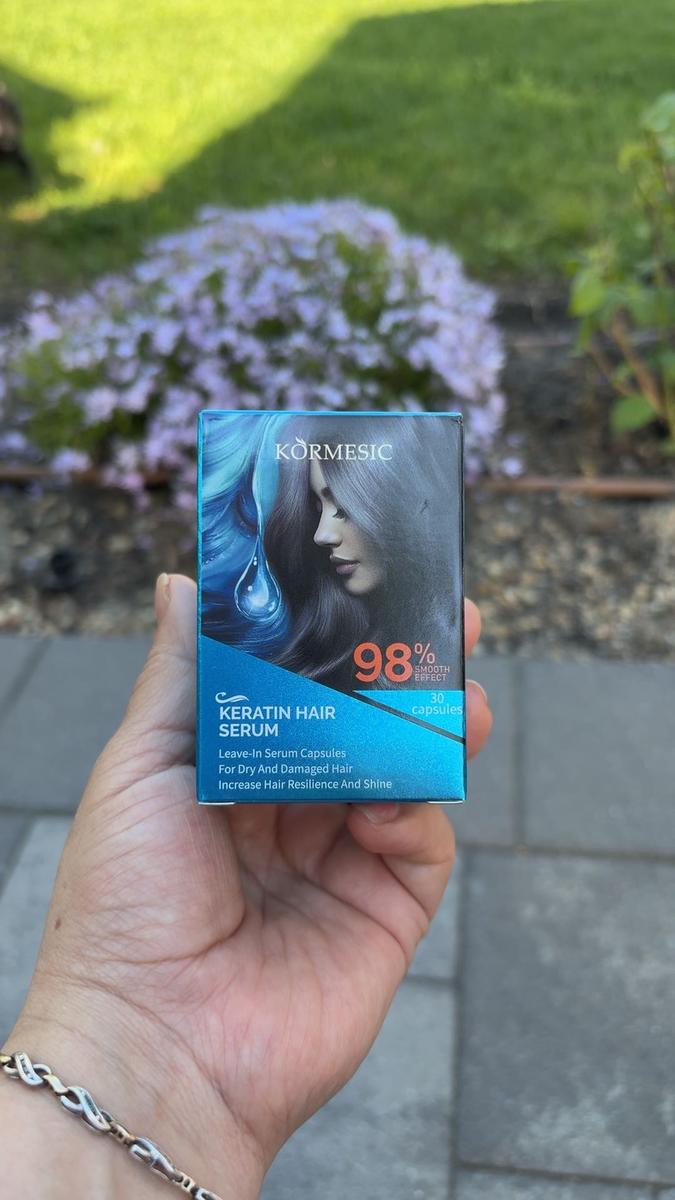 KORMESIC
98%
SMOOTH
EFFECT
30
capsules
KERATIN HAIR
SERUM
Leave-In Serum Capsules
For Dry And Damaged Hair
Increase Hair Resilience And Shine